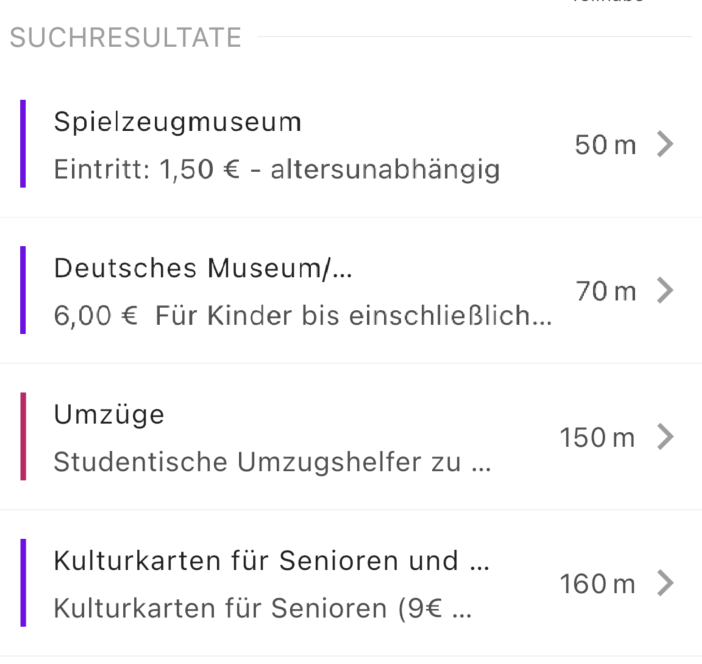 SUCHRESULTATE
Spielzeugmuseum
Eintritt: 1,50 € - altersunabhängig
50 m
Deutsches Museum/...
6,00 €  Für Kinder bis einschließlich...
70 m
Umzüge
Studentische Umzugshelfer zu ...
150 m
Kulturkarten für Senioren und ...
Kulturkarten für Senioren (9€ ...
160 m